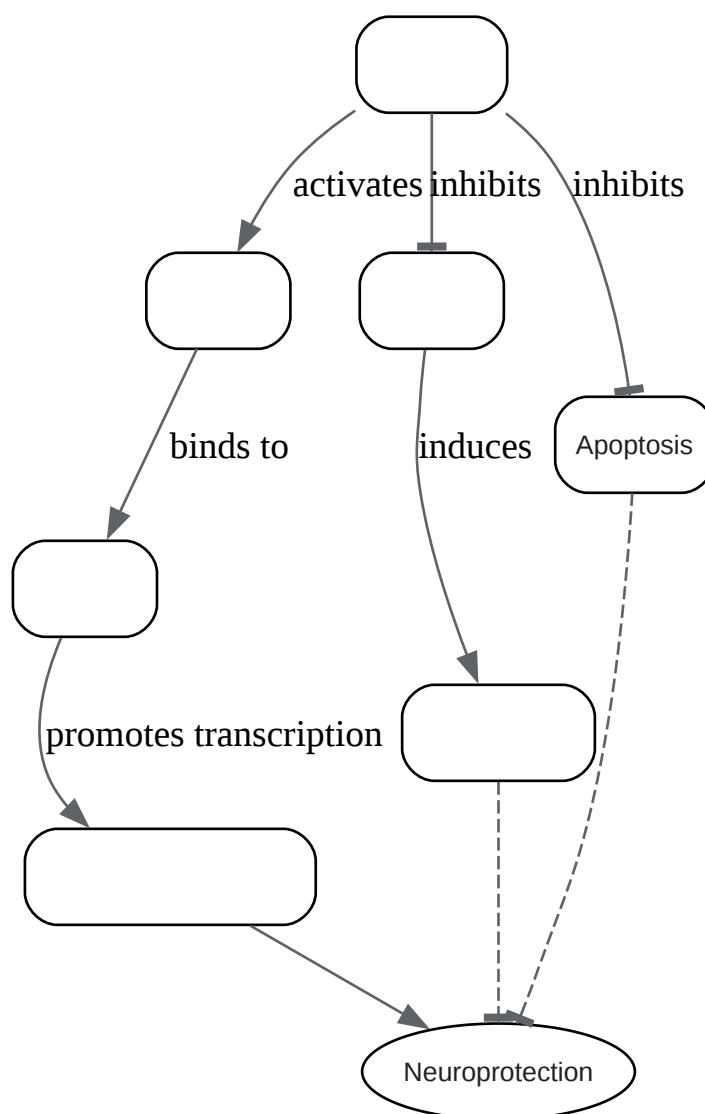 activates inhibits inhibits
Apoptosis
binds to
induces
promotes transcription
Neuroprotection